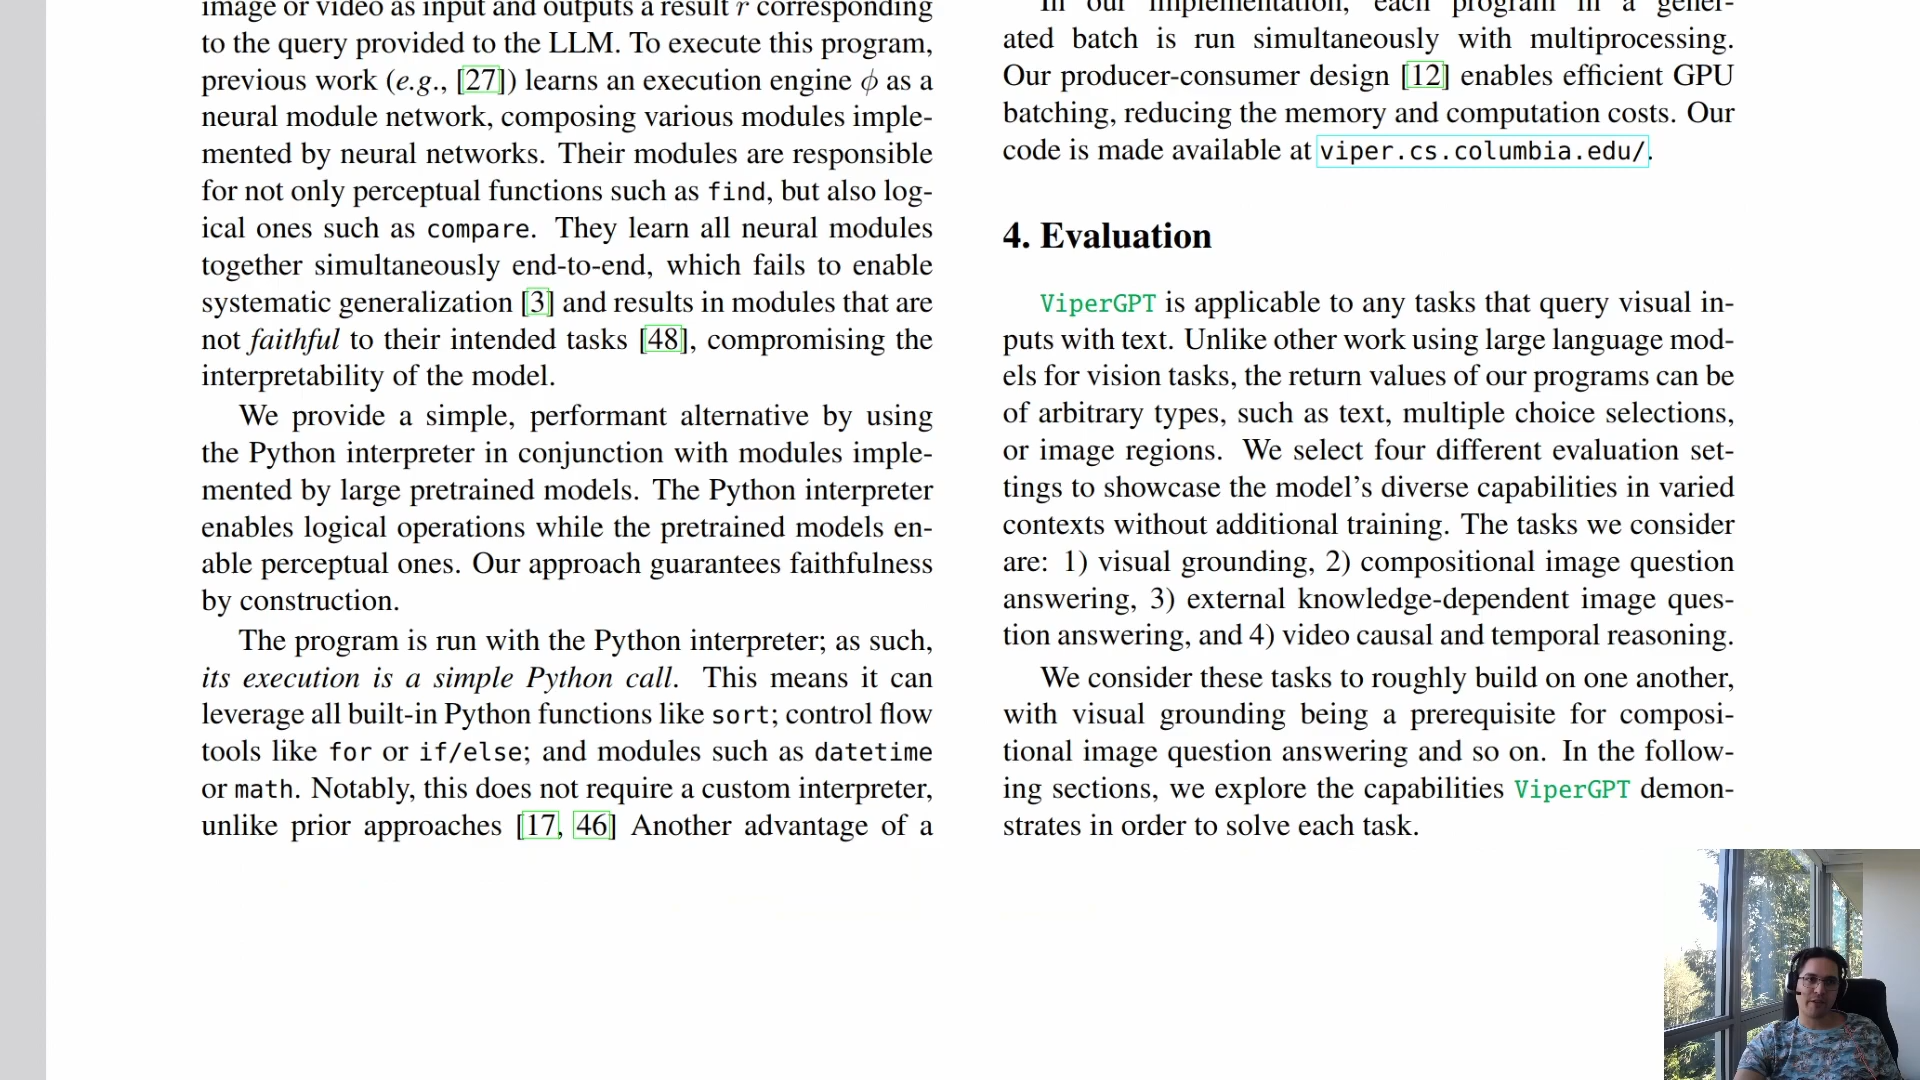 image or video as input and outputs a result r corresponding
to the query provided to the LLM. To execute this program,
previous work (e.g., [27]) learns an execution engine ϕ as a
neural module network, composing various modules imple-
mented by neural networks. Their modules are responsible
for not only perceptual functions such as find, but also log-
ical ones such as compare. They learn all neural modules
together simultaneously end-to-end, which fails to enable
systematic generalization [3] and results in modules that are
not faithful to their intended tasks [48], compromising the
interpretability of the model.
We provide a simple, performant alternative by using
the Python interpreter in conjunction with modules imple-
mented by large pretrained models. The Python interpreter
enables logical operations while the pretrained models en-
able perceptual ones. Our approach guarantees faithfulness
by construction.
The program is run with the Python interpreter; as such,
its execution is a simple Python call. This means it can
leverage all built-in Python functions like sort; control flow
tools like for or if/else; and modules such as datetime
or math. Notably, this does not require a custom interpreter,
unlike prior approaches [17, 46] Another advantage of a
In our implementation, each program in a gener-
ated batch is run simultaneously with multiprocessing.
Our producer-consumer design [12] enables efficient GPU
batching, reducing the memory and computation costs. Our
code is made available at viper.cs.columbia.edu/.
4. Evaluation
ViperGPT is applicable to any tasks that query visual in-
puts with text. Unlike other work using large language mod-
els for vision tasks, the return values of our programs can be
of arbitrary types, such as text, multiple choice selections,
or image regions. We select four different evaluation set-
tings to showcase the model's diverse capabilities in varied
contexts without additional training. The tasks we consider
are: 1) visual grounding, 2) compositional image question
answering, 3) external knowledge-dependent image ques-
tion answering, and 4) video causal and temporal reasoning.
We consider these tasks to roughly build on one another,
with visual grounding being a prerequisite for composi-
tional image question answering and so on. In the follow-
ing sections, we explore the capabilities ViperGPT demon-
strates in order to solve each task.